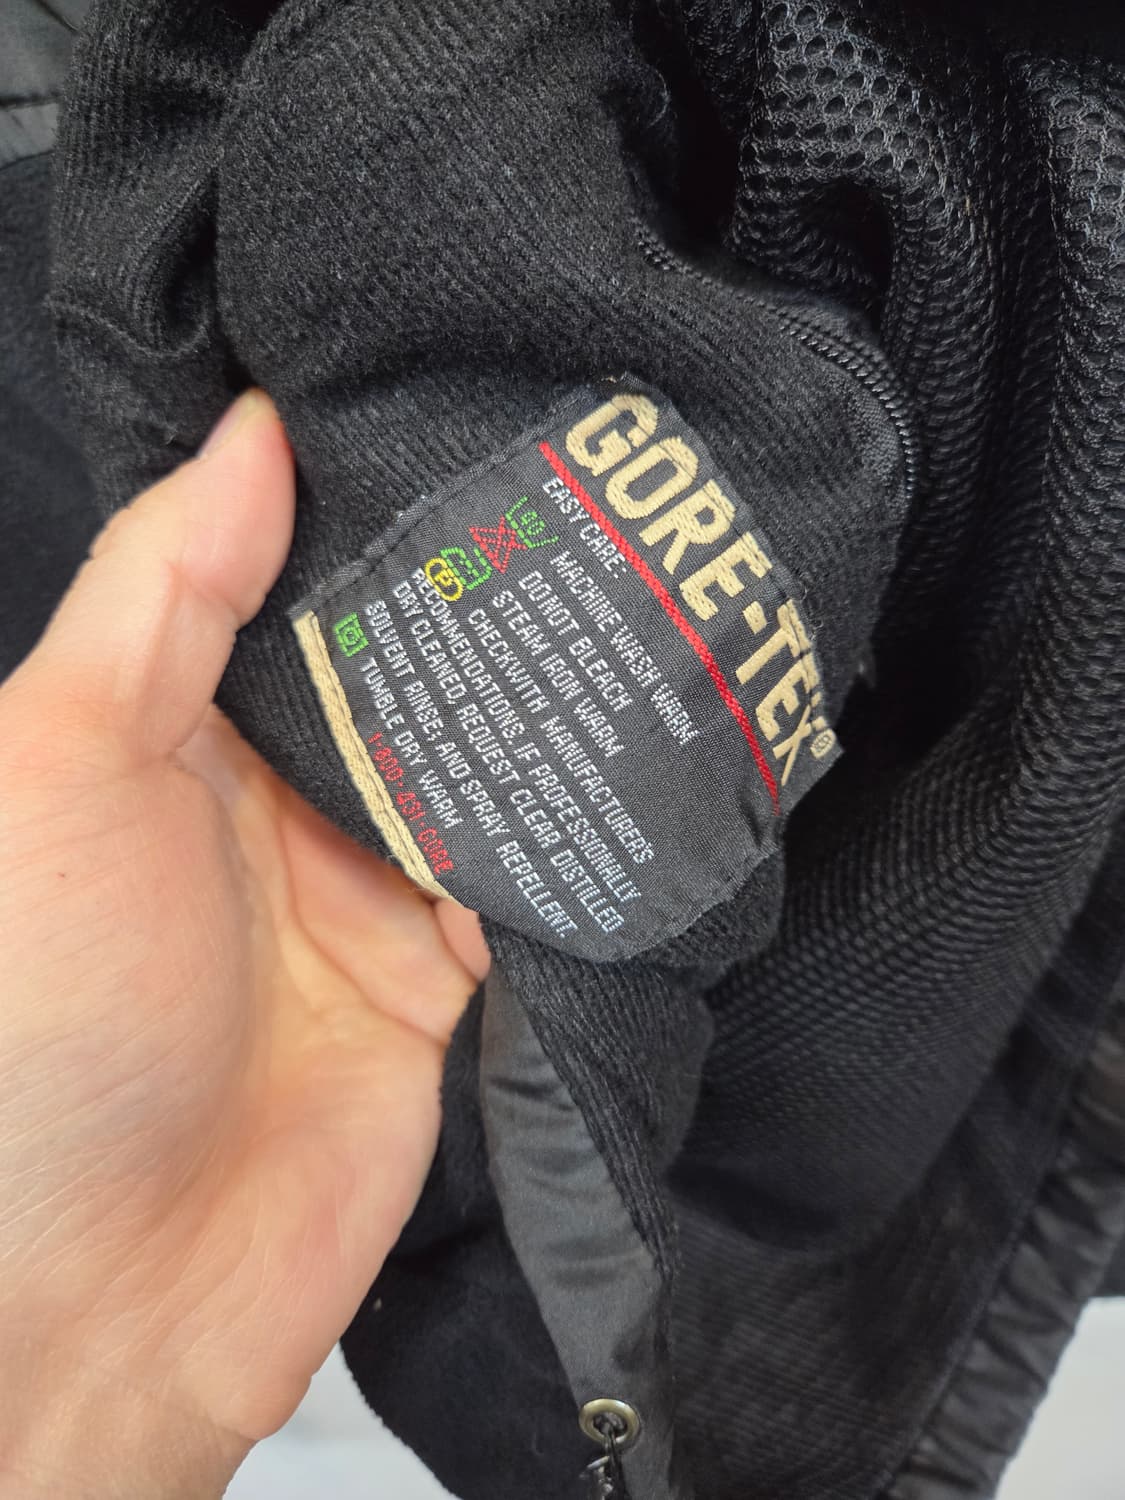 GORE-TEX®
EASY CARE:
MACHINE WASH WARM
DO NOT BLEACH
STEAM IRON WARM
CHECK WITH MANUFACTURER'S
RECOMMENDATIONS. IF PROFESSIONALLY
DRY CLEANED, REQUEST CLEAR DISTILLED
SOLVENT RINSE; AND SPRAY REPELLENT.
TUMBLE DRY WARM
1-800-431-GORE